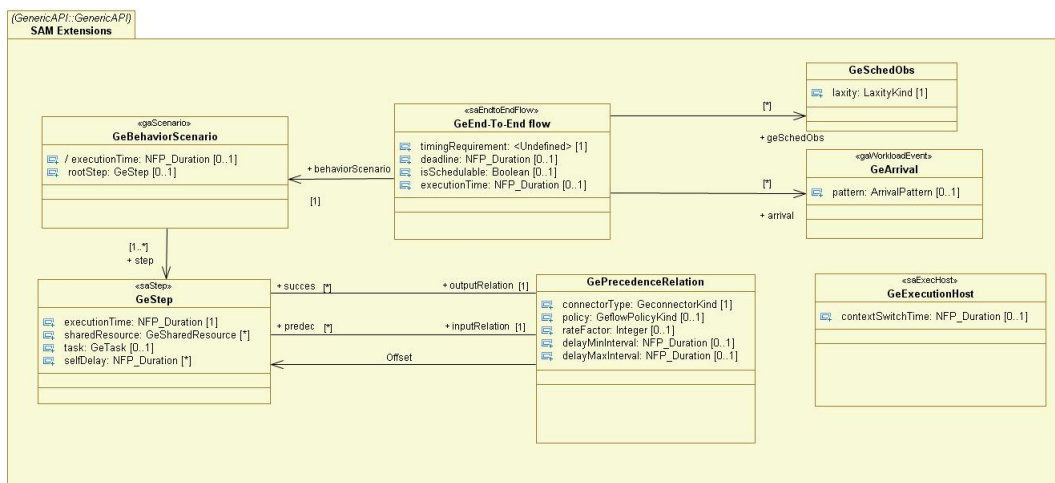 (GenericAPI::GenericAPI)
SAM Extensions
«gaScenario»
GeBehaviorScenario
/ executionTime: NFP_Duration [0..1]
rootStep: GeStep [0..1]
+ behaviorScenario
[1]
«saEndtoEndFlow»
GeEnd-To-End flow
timingRequirement: <Undefined> [1]
deadline: NFP_Duration [0..1]
isSchedulable: Boolean [0..1]
executionTime: NFP_Duration [0..1]
[*]
+ geSchedObs
GeSchedObs
laxity: LaxityKind [1]
[*]
+ arrival
«gaWorkloadEvent»
GeArrival
pattern: ArrivalPattern [0..1]
[1..*]
+ step
«saStep»
GeStep
executionTime: NFP_Duration [1]
sharedResource: GeSharedResource [*]
task: GeTask [0..1]
selfDelay: NFP_Duration [*]
+ succes [*]
+ outputRelation [1]
+ predec [*]
+ inputRelation [1]
Offset
GePrecedenceRelation
connectorType: GeconnectorKind [1]
policy: GeflowPolicyKind [0..1]
rateFactor: Integer [0..1]
delayMinInterval: NFP_Duration [0..1]
delayMaxInterval: NFP_Duration [0..1]
«saExecHost»
GeExecutionHost
contextSwitchTime: NFP_Duration [0..1]